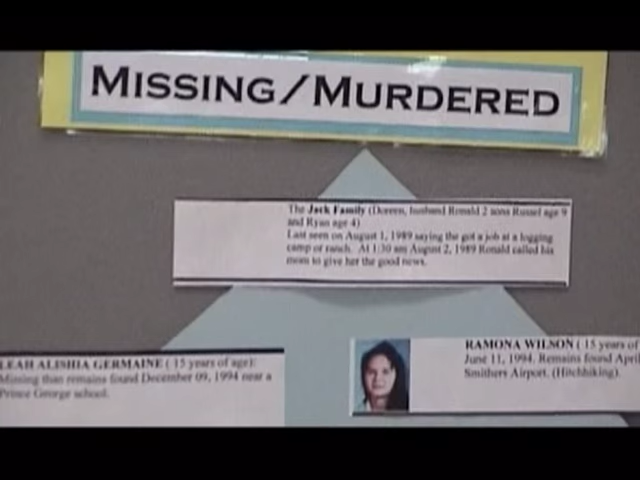 MISSING/MURDERED
The Jack Family (Doreen, husband Ronald 2 sons Russel age 9
and Ryan age 4)
Last seen on August 1, 1989 saying the got a job at a logging
camp or ranch. At 1:30 am August 2, 1989 Ronald called his
mom to give her the good news.
LEAH ALISHIA GERMAINE ( 15 years of age):
Missing than remains found December 09, 1994 near a
Prince George school.
RAMONA WILSON ( 15 years of
June 11, 1994. Remains found April
Smithers Airport. (Hitchhiking).